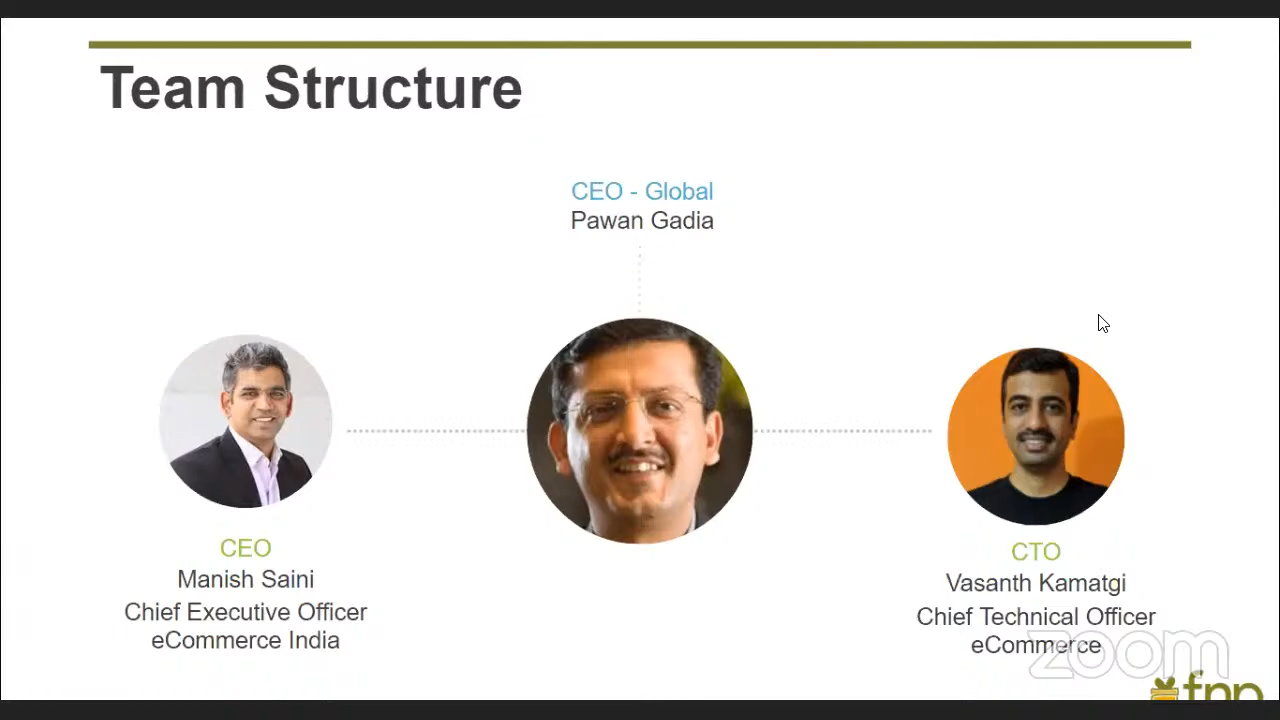 Team Structure
CEO - Global
Pawan Gadia
CEO
Manish Saini
Chief Executive Officer
eCommerce India
CTO
Vasanth Kamatgi
Chief Technical Officer
eCommerce
zoom
fnp